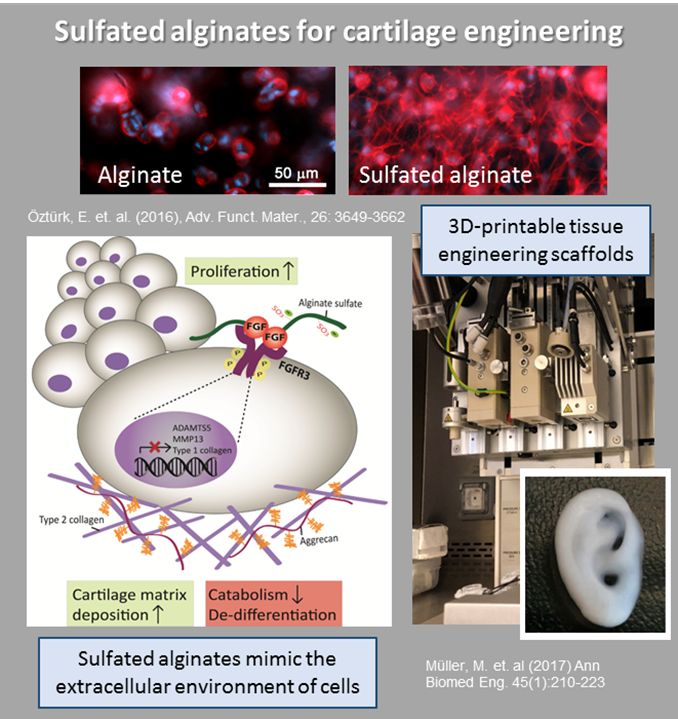 Sulfated alginates for cartilage engineering
Alginate
50 μm
Sulfated alginate
Öztürk, E. et. al. (2016), Adv. Funct. Mater., 26: 3649-3662
3D-printable tissue
engineering scaffolds
Proliferation ↑
Alginate sulfate
SO₃
SO₃
FGF
FGF
P
P
P
P
FGFR3
ADAMTS5
MMP13
Type 1 collagen
Type 2 collagen
Aggrecan
Cartilage matrix
deposition ↑
Catabolism ↓
De-differentiation
Sulfated alginates mimic the
extracellular environment of cells
Müller, M. et. al (2017) Ann
Biomed Eng. 45(1):210-223